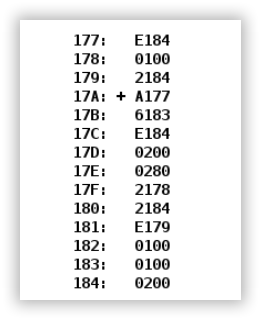 177: E184
178: 0100
179: 2184
17A: + A177
17B: 6183
17C: E184
17D: 0200
17E: 0280
17F: 2178
180: 2184
181: E179
182: 0100
183: 0100
184: 0200